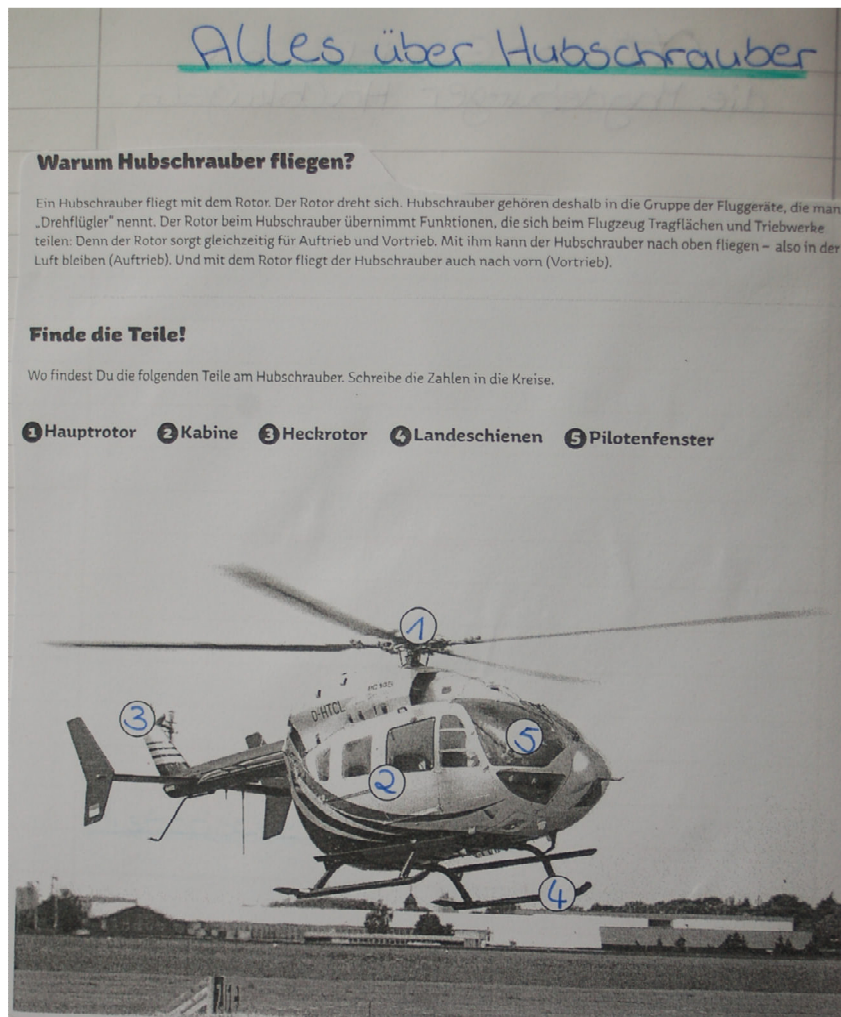 Alles über Hubschrauber
Warum Hubschrauber fliegen?
Ein Hubschrauber fliegt mit dem Rotor. Der Rotor dreht sich. Hubschrauber gehören deshalb in die Gruppe der Fluggeräte, die man
„Drehflügler“ nennt. Der Rotor beim Hubschrauber übernimmt Funktionen, die sich beim Flugzeug Tragflächen und Triebwerke
teilen: Denn der Rotor sorgt gleichzeitig für Auftrieb und Vortrieb. Mit ihm kann der Hubschrauber nach oben fliegen – also in der
Luft bleiben (Auftrieb). Und mit dem Rotor fliegt der Hubschrauber auch nach vorn (Vortrieb).
Finde die Teile!
Wo findest Du die folgenden Teile am Hubschrauber. Schreibe die Zahlen in die Kreise.
1 Hauptrotor 2 Kabine 3 Heckrotor 4 Landeschienen 5 Pilotenfenster
1
D-HTCL
3
5
2
4